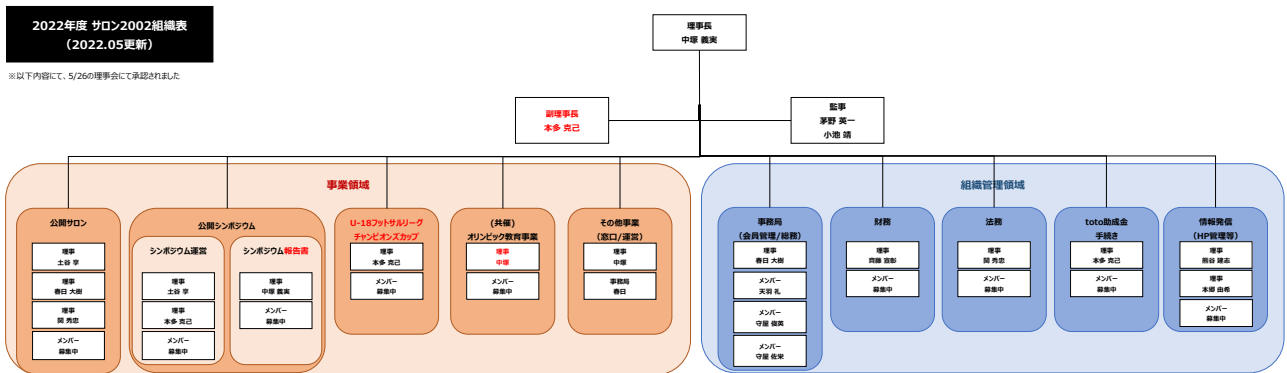 2022年度 サロン2002組織表
(2022.05更新)
※以下内容にて、5/26の理事会にて承認されました
理事長
中塚 義実
副理事長
本多 克己
監事
茅野 英一
小池 靖
事業領域
公開サロン
理事
土谷 享
理事
春日 大樹
理事
関 秀忠
メンバー
募集中
公開シンポジウム
シンポジウム運営
理事
土谷 享
理事
本多 克己
メンバー
募集中
シンポジウム報告書
理事
中塚 義実
メンバー
募集中
U-18フットサルリーグ
チャンピオンズカップ
理事
本多 克己
メンバー
募集中
(共催)
オリンピック教育事業
理事
中塚
メンバー
募集中
その他事業
(窓口/運営)
理事
中塚
事務局
春日
組織管理領域
事務局
(会員管理/総務)
理事
春日 大樹
メンバー
天羽 礼
メンバー
守屋 俊英
メンバー
守屋 佐栄
財務
理事
齊藤 宣彰
メンバー
募集中
法務
理事
関 秀忠
メンバー
募集中
toto助成金
手続き
理事
本多 克己
メンバー
募集中
情報発信
(HP管理等)
理事
熊谷 建志
理事
本郷 由希
メンバー
募集中